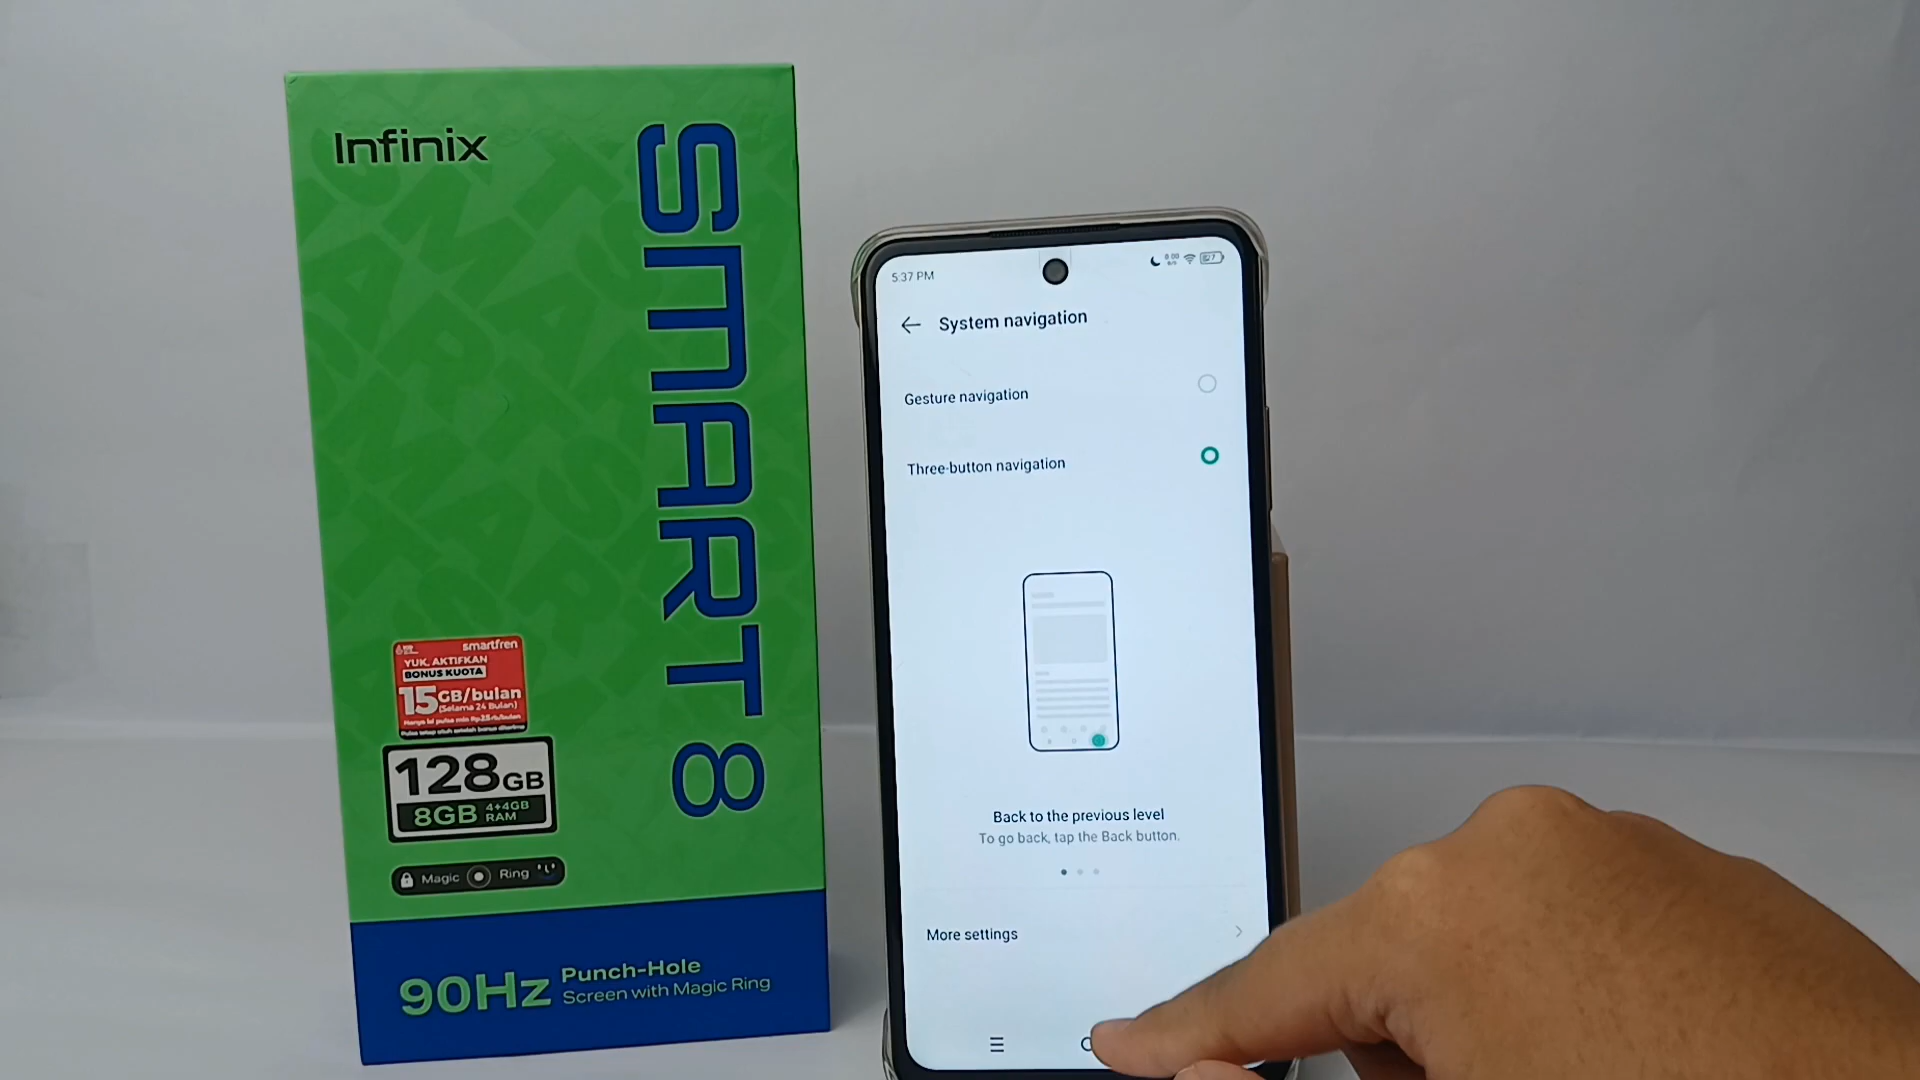 Infinix
SMART 8
smartfren
YUK, AKTIFKAN
BONUS KUOTA
15GB/bulan
(Selama 24 Bulan)
128GB
8GB 4+4GB RAM
Magic Ring
90Hz Punch-Hole
Screen with Magic Ring
5:37 PM
System navigation
Gesture navigation
Three-button navigation
Back to the previous level
To go back, tap the Back button.
More settings